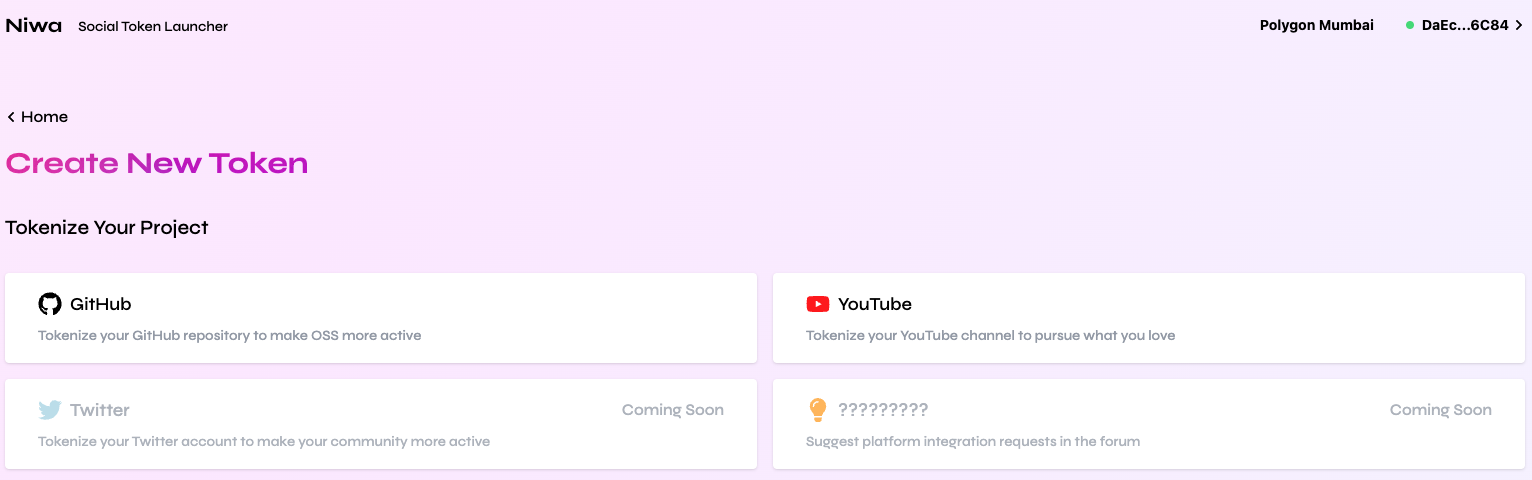 Niwa Social Token Launcher Polygon Mumbai DaEc...6C84
Home
Create New Token
Tokenize Your Project
GitHub
Tokenize your GitHub repository to make OSS more active
YouTube
Tokenize your YouTube channel to pursue what you love
Twitter Coming Soon
Tokenize your Twitter account to make your community more active
????????? Coming Soon
Suggest platform integration requests in the forum